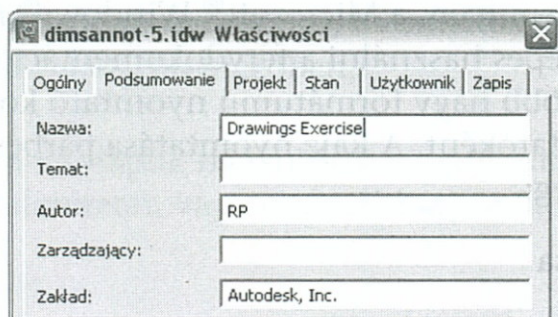 dimsannot-5.idw Właściwości
Ogólny Podsumowanie Projekt Stan Użytkownik Zapis
Nazwa: Drawings Exercise
Temat:
Autor: RP
Zarządzający:
Zakład: Autodesk, Inc.